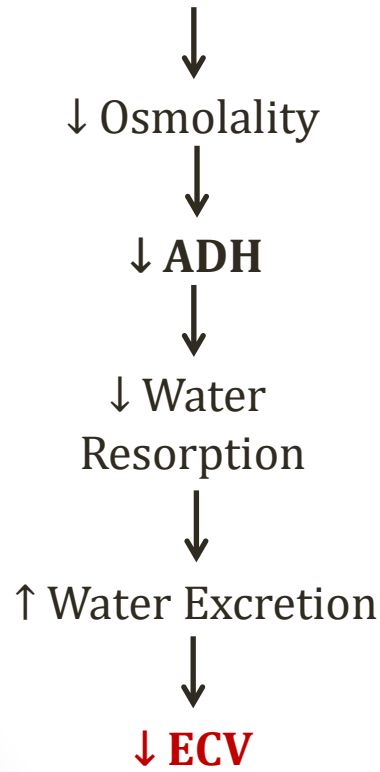 ↓ Osmolality
↓ ADH
↓ Water
Resorption
↑ Water Excretion
↓ ECV